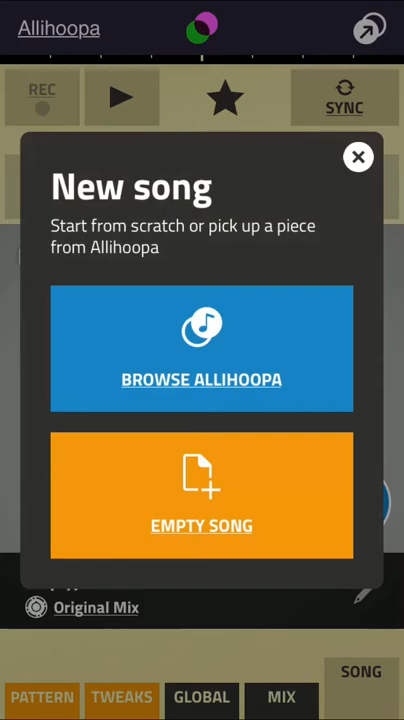 Allihoopa
REC
SYNC
New song
Start from scratch or pick up a piece
from Allihoopa
BROWSE ALLIHOOPA
EMPTY SONG
Original Mix
PATTERN
TWEAKS
GLOBAL
MIX
SONG